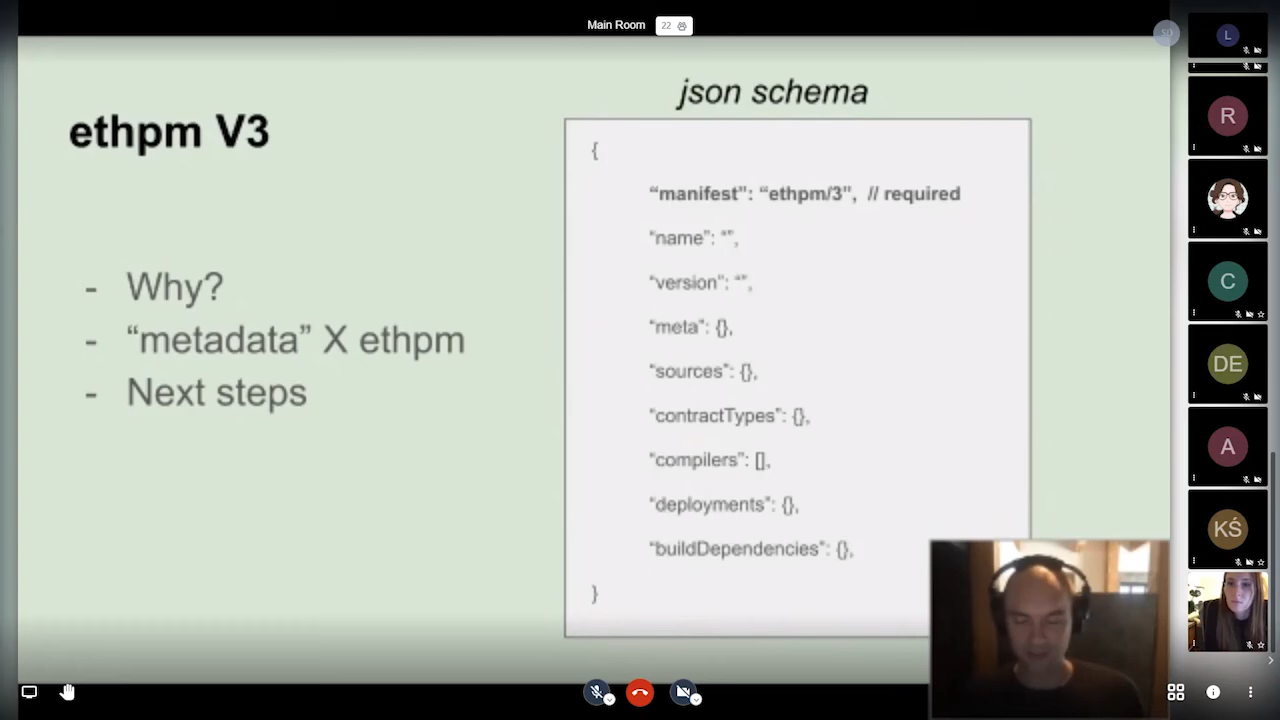 Main Room 22
ethpm V3
- Why?
- “metadata” X ethpm
- Next steps
json schema
{
“manifest”: “ethpm/3”, // required
“name”: “”,
“version”: “”,
“meta”: {},
“sources”: {},
“contractTypes”: {},
“compilers”: [],
“deployments”: {},
“buildDependencies”: {},
}
L
R
C
DE
A
KŚ